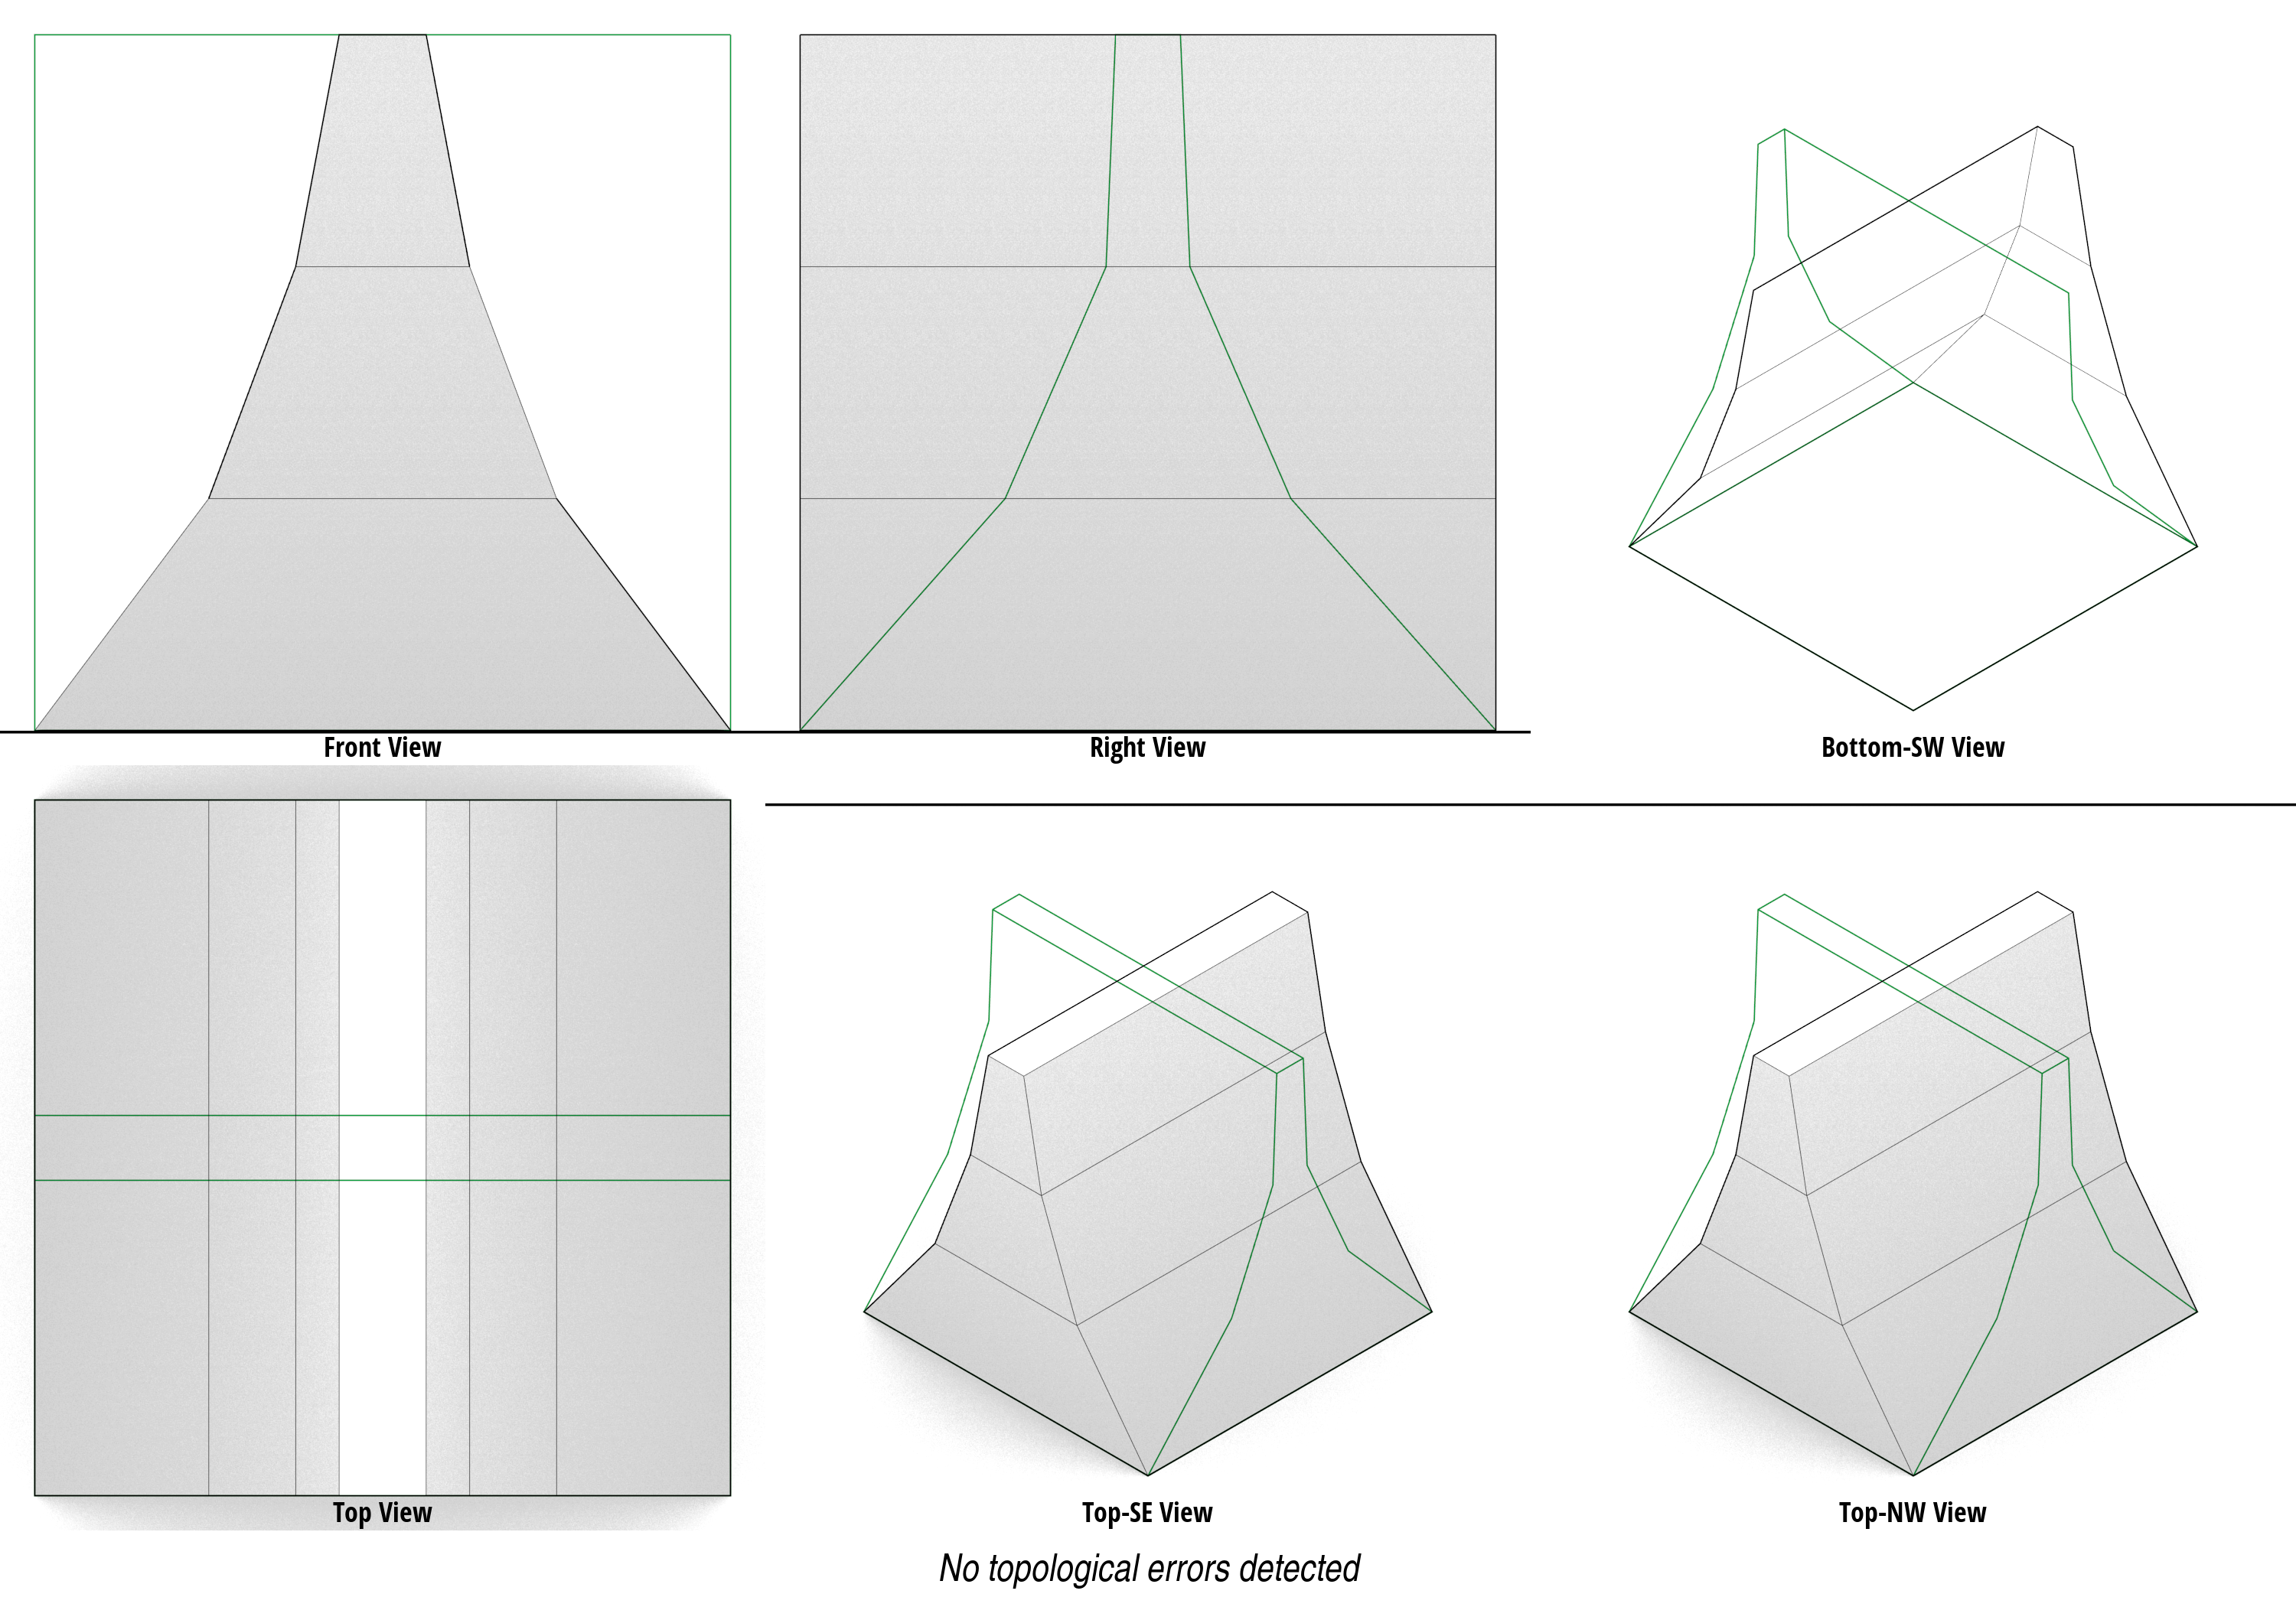 Front View
Right View
Bottom-SW View
Top View
Top-SE View
Top-NW View
No topological errors detected